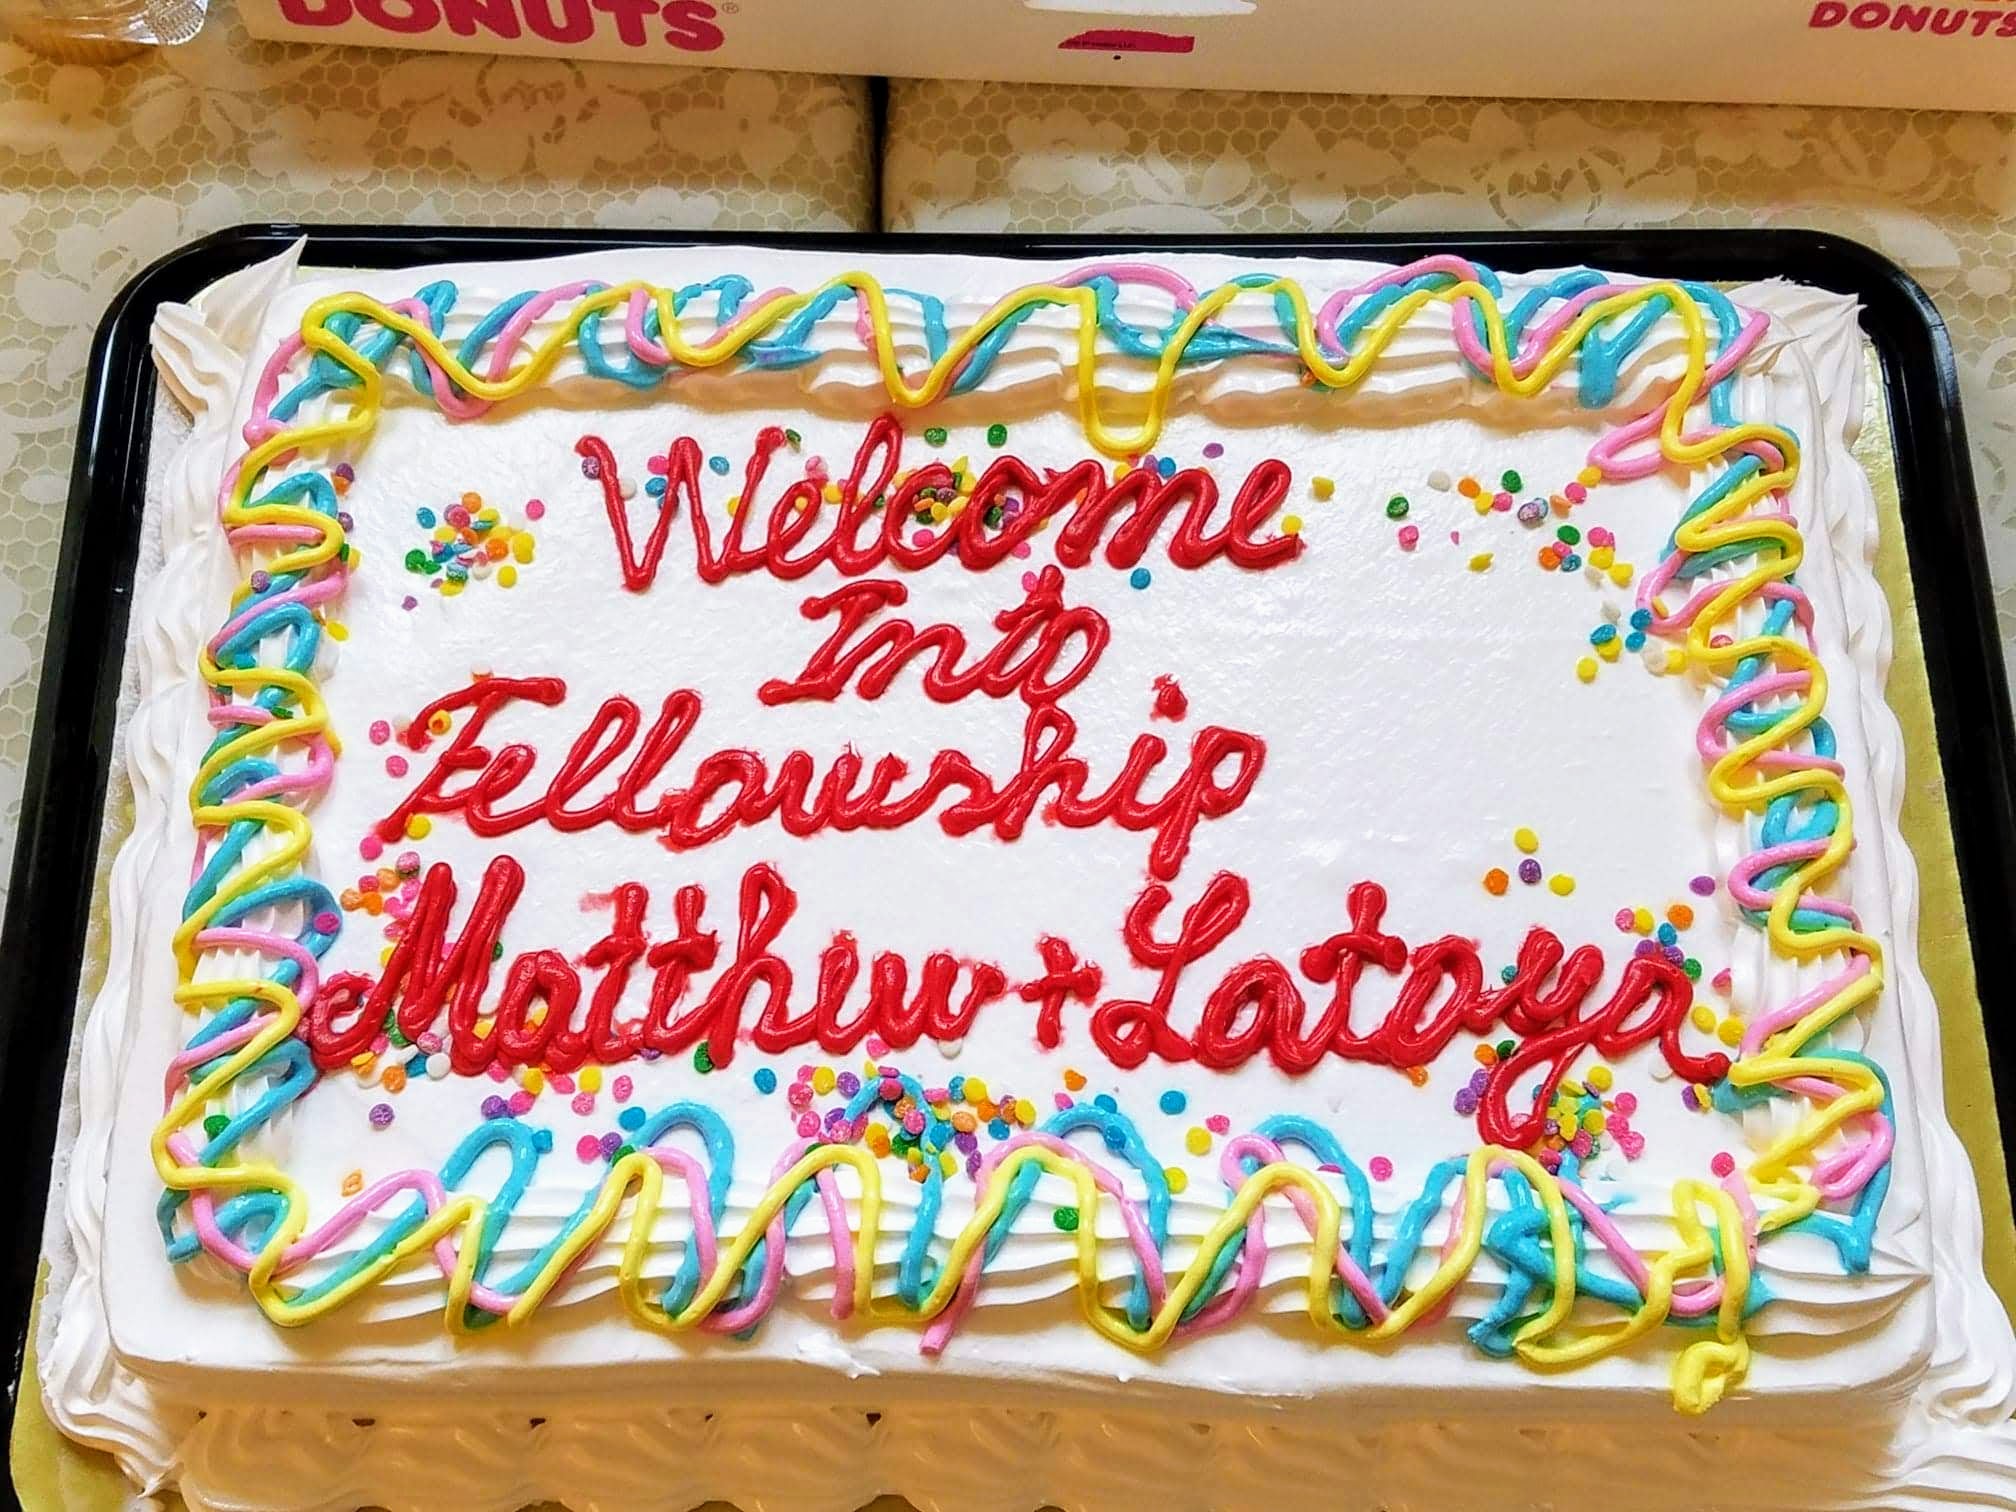 DONUTS®
DONUTS
Welcome
Into
Fellowship
Matthew + Latoya